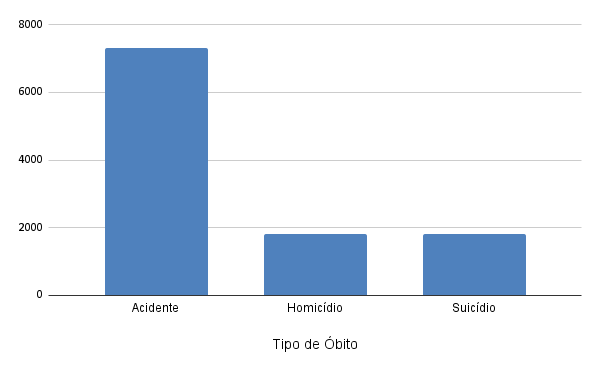 8000
6000
4000
2000
0
Acidente
Homicídio
Suicídio
Tipo de Óbito